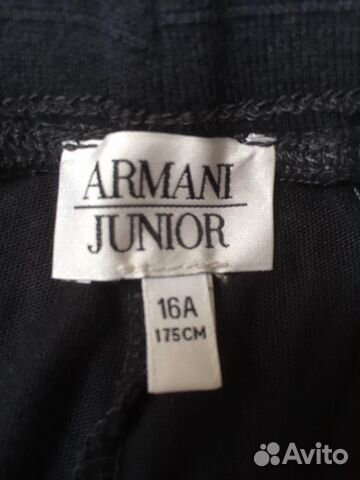 ARMANI
JUNIOR
16A
175CM
Avito